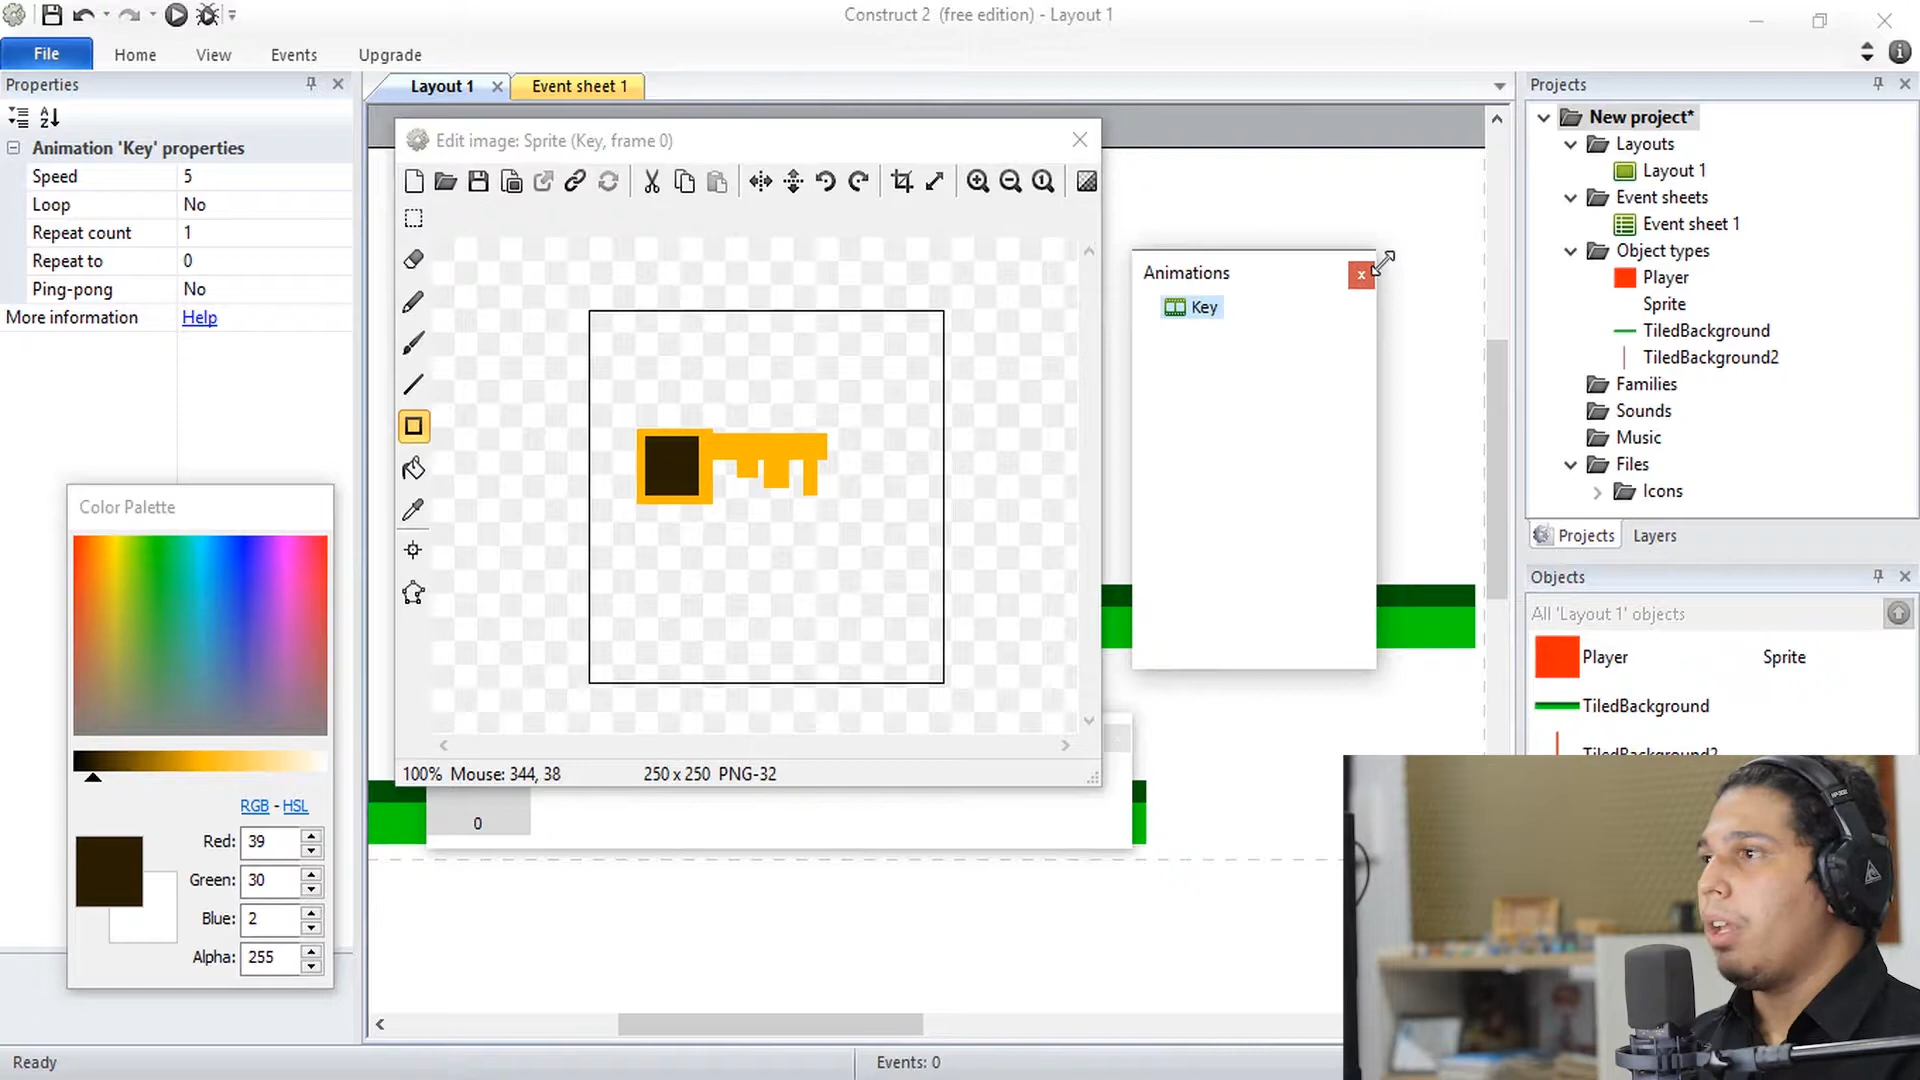 Construct 2 (free edition) - Layout 1
File
Home
View
Events
Upgrade
Properties
Animation 'Key' properties
Speed 5
Loop No
Repeat count 1
Repeat to 0
Ping-pong No
More information Help
Color Palette
RGB - HSL
Red: 39
Green: 30
Blue: 2
Alpha: 255
Layout 1
Event sheet 1
Edit image: Sprite (Key, frame 0)
100% Mouse: 344, 38 250 x 250 PNG-32
0
Animations
x
Key
Projects
New project*
Layouts
Layout 1
Event sheets
Event sheet 1
Object types
Player
Sprite
TiledBackground
TiledBackground2
Families
Sounds
Music
Files
Icons
Projects
Layers
Objects
All 'Layout 1' objects
Player Sprite
TiledBackground
TiledBackground2
Ready
Events: 0